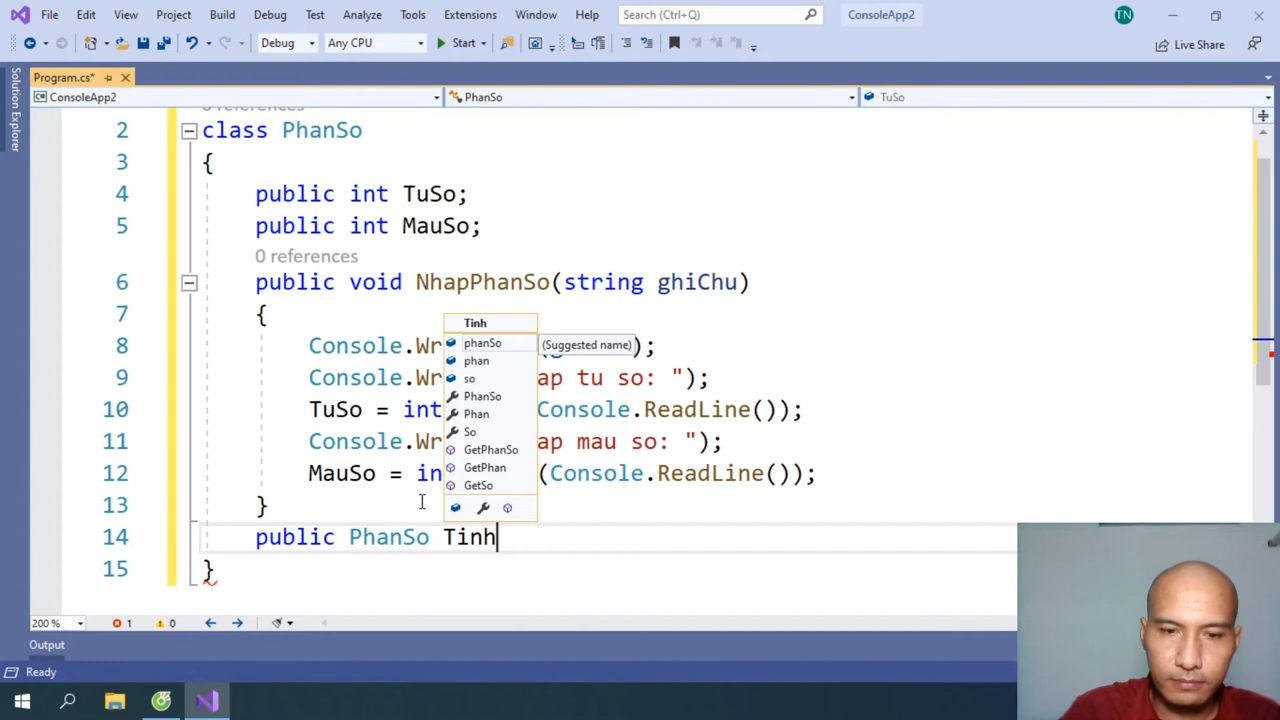 File Edit View Project Build Debug Test Analyze Tools Extensions Window Help Search (Ctrl+Q) ConsoleApp2 TN
Debug Any CPU Start Live Share
Program.cs*
ConsoleApp2 PhanSo TuSo
Solution Explorer
2 class PhanSo
3 {
4 public int TuSo;
5 public int MauSo;
0 references
6 public void NhapPhanSo(string ghiChu)
7 {
Tinh
8 Console.Wr );
phanSo (Suggested name)
phan
9 Console.Wr ap tu so: ");
so
PhanSo
10 TuSo = int Console.ReadLine());
Phan
So
11 Console.Wr ap mau so: ");
GetPhanSo
GetPhan
12 MauSo = in (Console.ReadLine());
GetSo
13 }
14 public PhanSo Tinh
15 }
200 % 1 0
Output
Ready